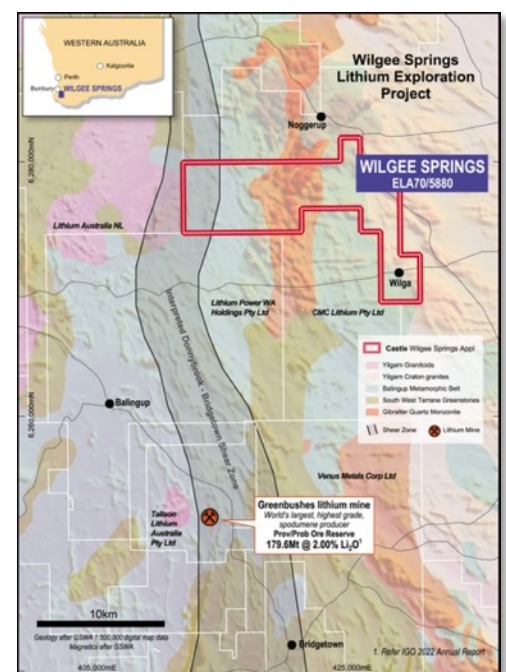 WESTERN AUSTRALIA
Kalgoorlie
Perth
Bunbury
WILGEE SPRINGS
Wilgee Springs
Lithium Exploration
Project
Noggerup
WILGEE SPRINGS
ELA70/5880
6,280,000mN
Lithium Australia NL
Wilga
Lithium Power WA
Holdings Pty Ltd
CMC Lithium Pty Ltd
Interpreted Donnybrook - Bridgetown Shear Zone
Castle Wilgee Springs Appl
Yilgarn Granitoids
Yilgarn Craton granites
Balingup Metamorphic Belt
South West Terrane Greenstones
Gibralter Quartz Monzonite
Shear Zone
Lithium Mine
Balingup
6,260,000mN
Venus Metals Corp Ltd
Talison
Lithium
Australia
Pty Ltd
Greenbushes lithium mine
World's largest, highest grade,
spodumene producer
Prov/Prob Ore Reserve
179.6Mt @ 2.00% Li₂O¹
10km
Geology after GSWA 1:500,000 digital map data
Magnetics after GSWA
Bridgetown
1. Refer IGO 2022 Annual Report
405,000mE
425,000mE